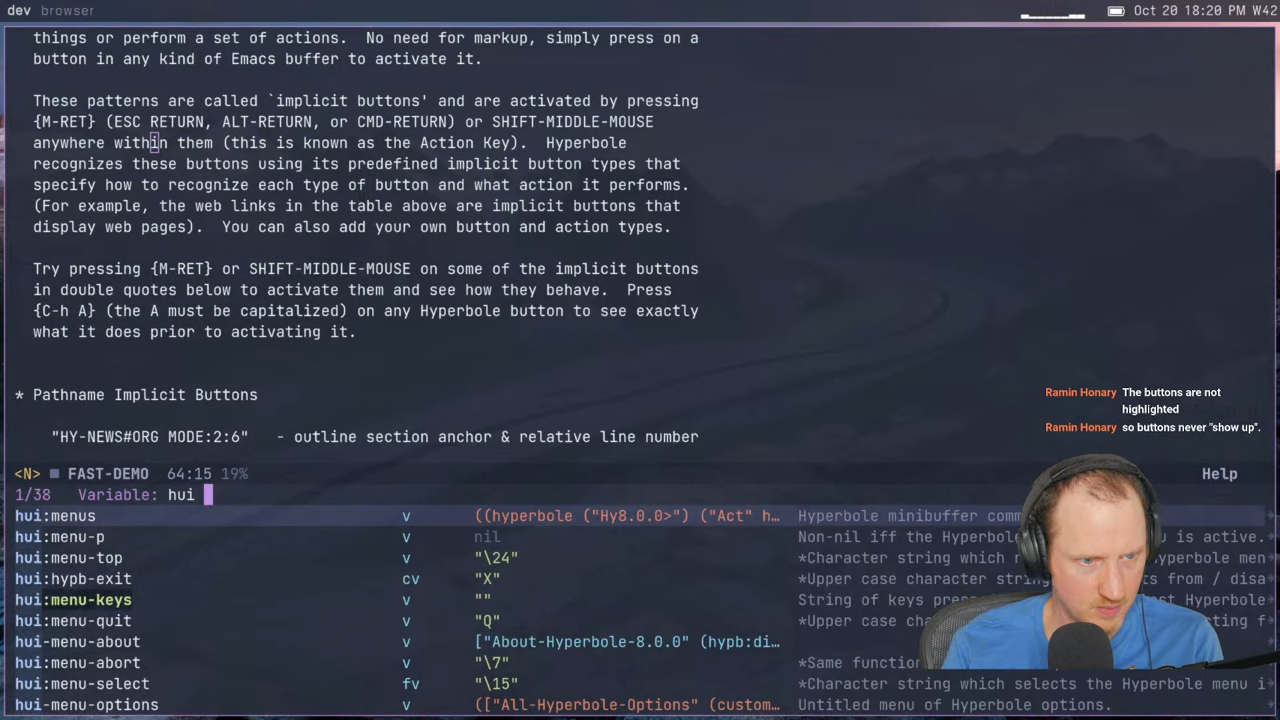 dev browser
Oct 20 18:20 PM W42
things or perform a set of actions.  No need for markup, simply press on a
button in any kind of Emacs buffer to activate it.
These patterns are called `implicit buttons' and are activated by pressing
{M-RET} (ESC RETURN, ALT-RETURN, or CMD-RETURN) or SHIFT-MIDDLE-MOUSE
anywhere within them (this is known as the Action Key).  Hyperbole
recognizes these buttons using its predefined implicit button types that
specify how to recognize each type of button and what action it performs.
(For example, the web links in the table above are implicit buttons that
display web pages).  You can also add your own button and action types.
Try pressing {M-RET} or SHIFT-MIDDLE-MOUSE on some of the implicit buttons
in double quotes below to activate them and see how they behave.  Press
{C-h A} (the A must be capitalized) on any Hyperbole button to see exactly
what it does prior to activating it.
* Pathname Implicit Buttons
Ramin Honary The buttons are not
highlighted
Ramin Honary so buttons never "show up".
"HY-NEWS#ORG MODE:2:6"   - outline section anchor & relative line number
<N> FAST-DEMO 64:15 19% Help
1/38 Variable: hui
hui:menus v ((hyperbole ("Hy8.0.0>") ("Act" h… Hyperbole minibuffer comm
hui:menu-p v nil Non-nil iff the Hyperbole u is active.
hui:menu-top v "\24" *Character string which yperbole men
hui:hypb-exit cv "X" *Upper case character string s from / disa
hui:menu-keys v "" String of keys pres st Hyperbole
hui:menu-quit v "Q" *Upper case chara ting f
hui-menu-about v ["About-Hyperbole-8.0.0" (hypb:di…
hui:menu-abort v "\7" *Same function
hui:menu-select fv "\15" *Character string which selects the Hyperbole menu i
hui-menu-options v (["All-Hyperbole-Options" (custom… Untitled menu of Hyperbole options.